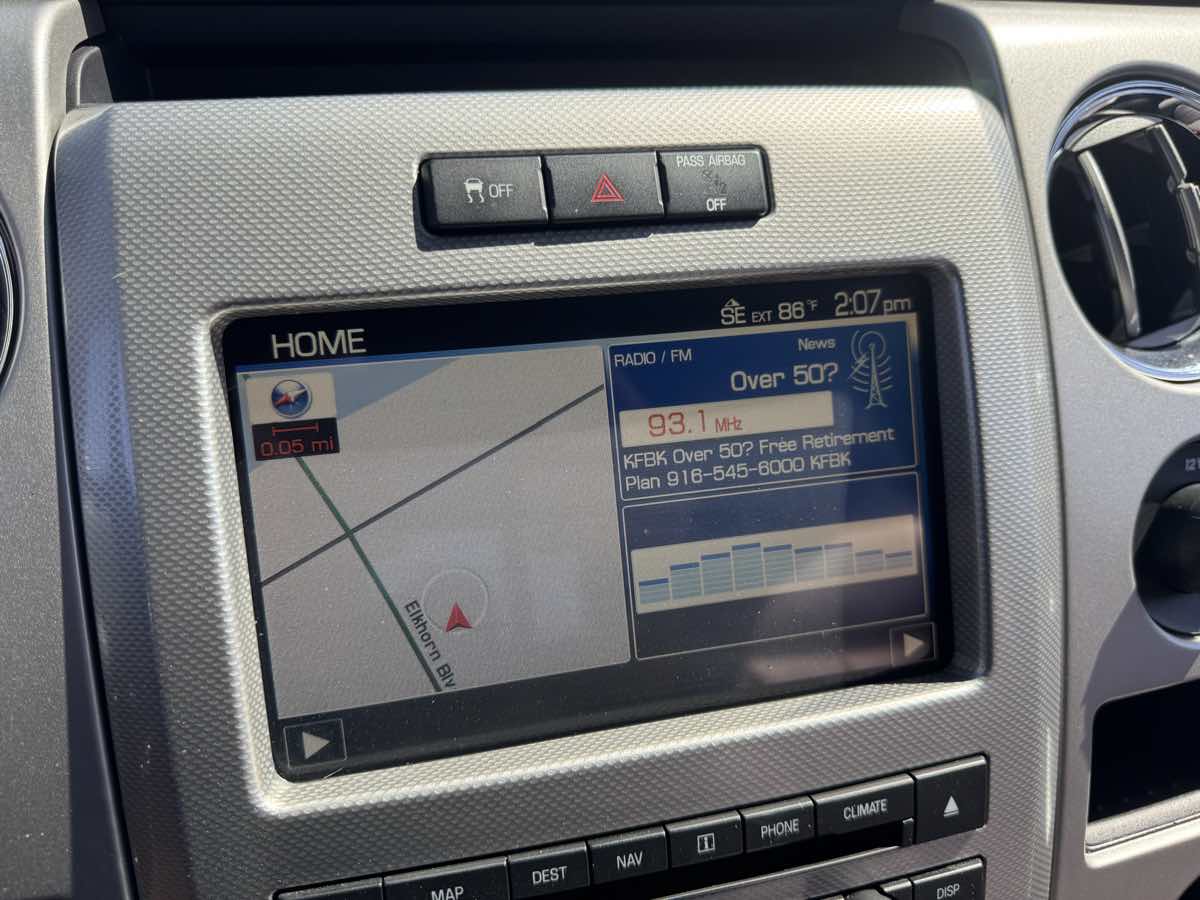 OFF
PASS AIRBAG
OFF
HOME
SE EXT 86°F 2:07pm
0.05 mi
Elkhorn Blv
RADIO / FM
News
Over 50?
93.1 MHz
KFBK Over 50? Free Retirement
Plan 916-545-6000 KFBK
MAP
DEST
NAV
i
PHONE
CLIMATE
DISP